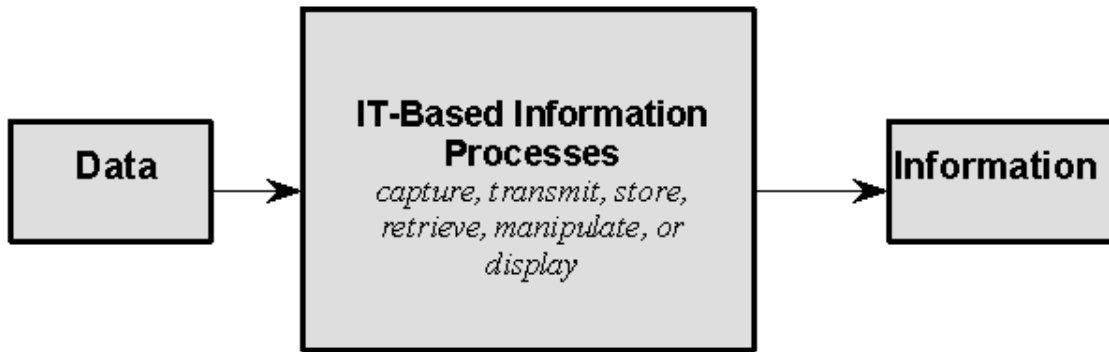 Data
IT-Based Information
Processes
capture, transmit, store,
retrieve, manipulate, or
display
Information